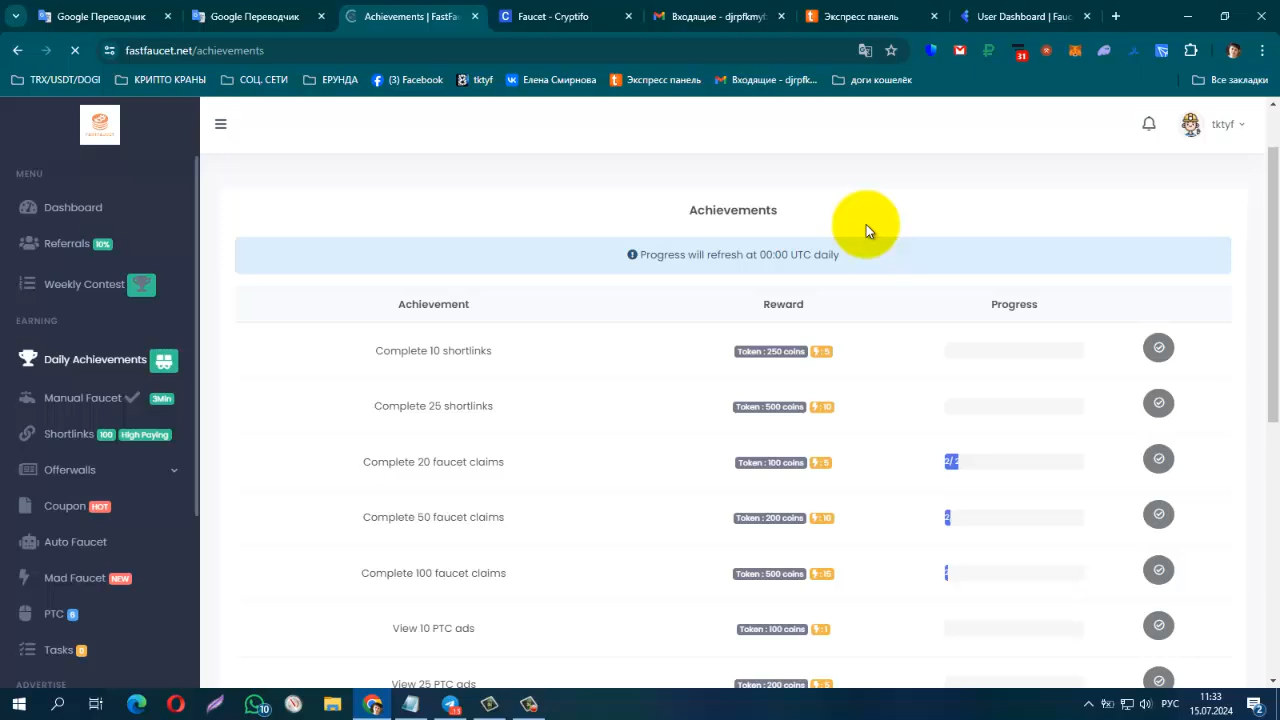 Google Переводчик
Google Переводчик
Achievements | FastFau
Faucet - Cryptifo
Входящие - djrpfkmyf
Экспресс панель
User Dashboard | Fauc
fastfaucet.net/achievements
31
TRX/USDT/DOGI
КРИПТО КРАНЫ
СОЦ. СЕТИ
ЕРУНДА
(3) Facebook
tktyf
Елена Смирнова
Экспресс панель
Входящие – djrpfk...
доги кошелёк
Все закладки
tktyf
MENU
Dashboard
Referrals 10%
Weekly Contest
EARNING
Daily Achievements
Manual Faucet 3Min
Shortlinks 100 High Paying
Offerwalls
Coupon HOT
Auto Faucet
Mad Faucet NEW
PTC 6
Tasks 0
ADVERTISE
Achievements
Progress will refresh at 00:00 UTC daily
Achievement Reward Progress
Complete 10 shortlinks Token : 250 coins : 5
Complete 25 shortlinks Token : 500 coins : 10
Complete 20 faucet claims Token : 100 coins : 5 2/ 2
Complete 50 faucet claims Token : 200 coins : 10 2
Complete 100 faucet claims Token : 500 coins : 15
View 10 PTC ads Token : 100 coins : 1
View 25 PTC ads Token : 200 coins : 5
РУС
11:33
15.07.2024